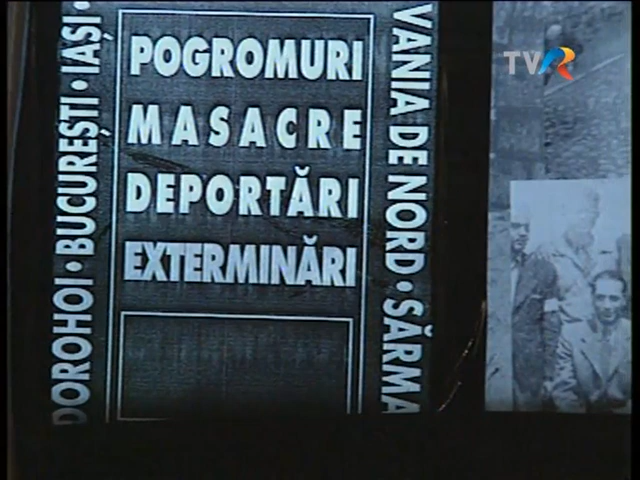 DOROHOI • BUCUREȘTI • IAȘI •
POGROMURI
MASACRE
DEPORTĂRI
EXTERMINĂRI
VANIA DE NORD • SĂRMA
TVR